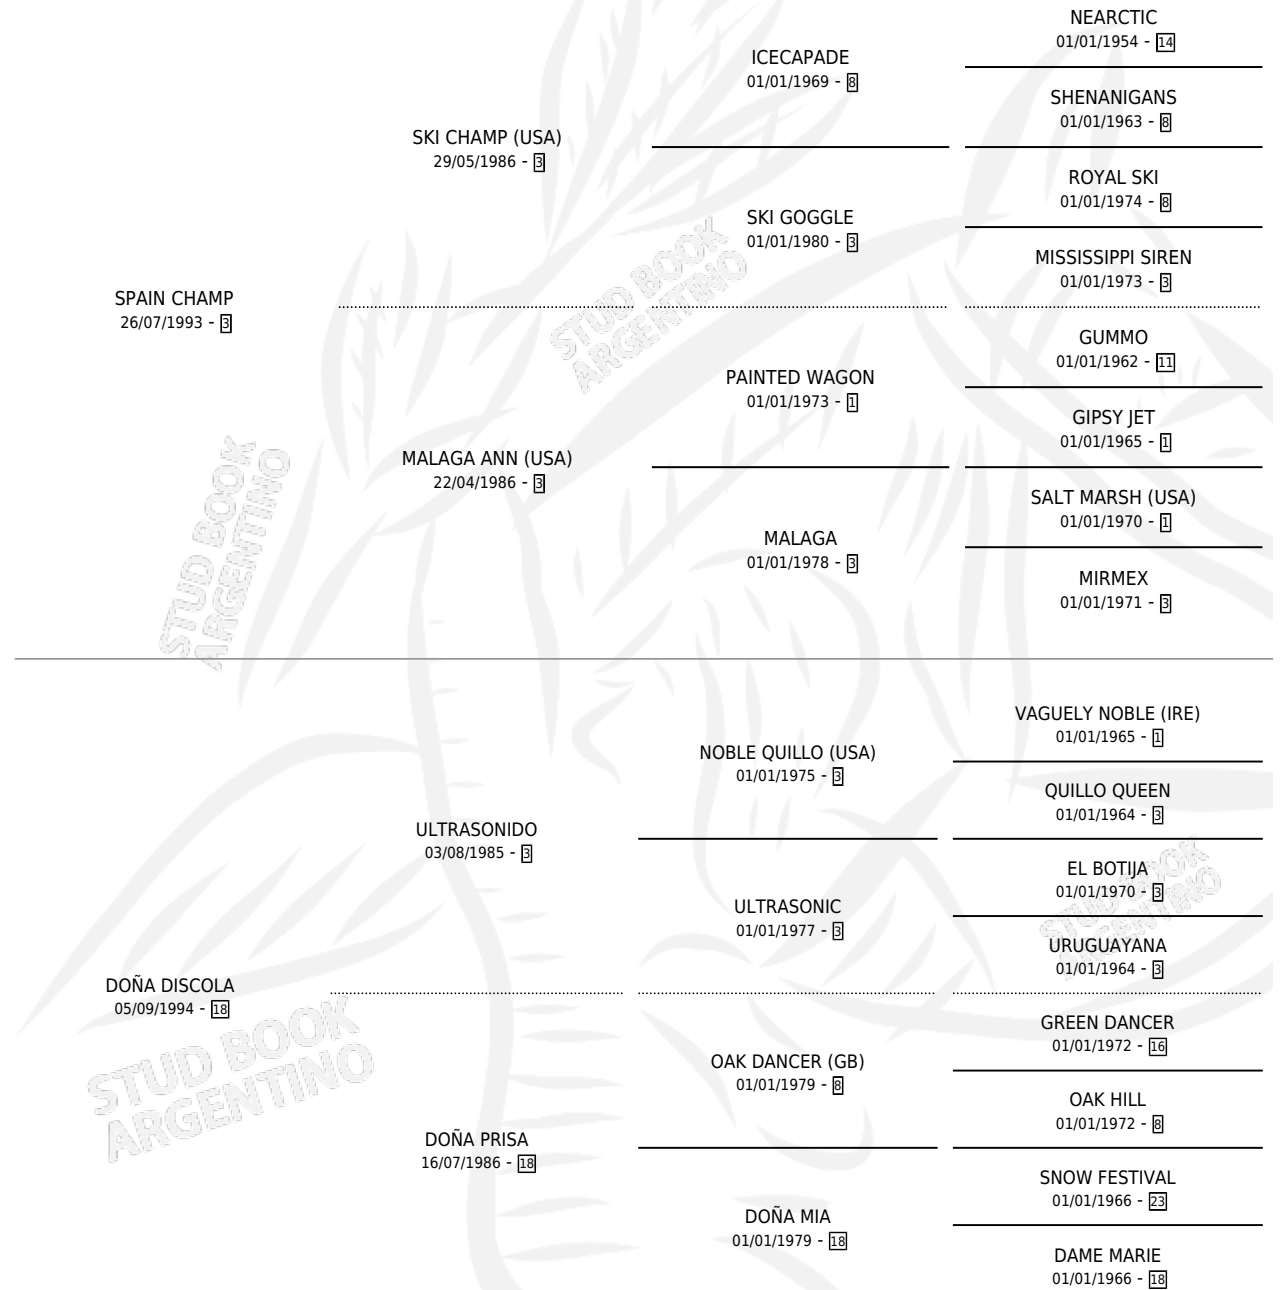 NEARCTIC
01/01/1954 - 14
ICECAPADE
01/01/1969 - 8
SHENANIGANS
01/01/1963 - 8
SKI CHAMP (USA)
29/05/1986 - 3
ROYAL SKI
01/01/1974 - 8
SKI GOGGLE
01/01/1980 - 3
MISSISSIPPI SIREN
01/01/1973 - 3
SPAIN CHAMP
26/07/1993 - 3
GUMMO
01/01/1962 - 11
PAINTED WAGON
01/01/1973 - 1
GIPSY JET
01/01/1965 - 1
MALAGA ANN (USA)
22/04/1986 - 3
SALT MARSH (USA)
01/01/1970 - 1
MALAGA
01/01/1978 - 3
MIRMEX
01/01/1971 - 3
STUD BOOK
ARGENTINO
STUD BOOK
ARGENTINO
VAGUELY NOBLE (IRE)
01/01/1965 - 1
NOBLE QUILLO (USA)
01/01/1975 - 3
QUILLO QUEEN
01/01/1964 - 3
ULTRASONIDO
03/08/1985 - 3
EL BOTIJA
01/01/1970 - 3
ULTRASONIC
01/01/1977 - 3
URUGUAYANA
01/01/1964 - 3
STUD BOOK
ARGENTINO
DOÑA DISCOLA
05/09/1994 - 18
GREEN DANCER
01/01/1972 - 16
OAK DANCER (GB)
01/01/1979 - 8
OAK HILL
01/01/1972 - 8
STUD BOOK
ARGENTINO
DOÑA PRISA
16/07/1986 - 18
SNOW FESTIVAL
01/01/1966 - 23
DOÑA MIA
01/01/1979 - 18
DAME MARIE
01/01/1966 - 18